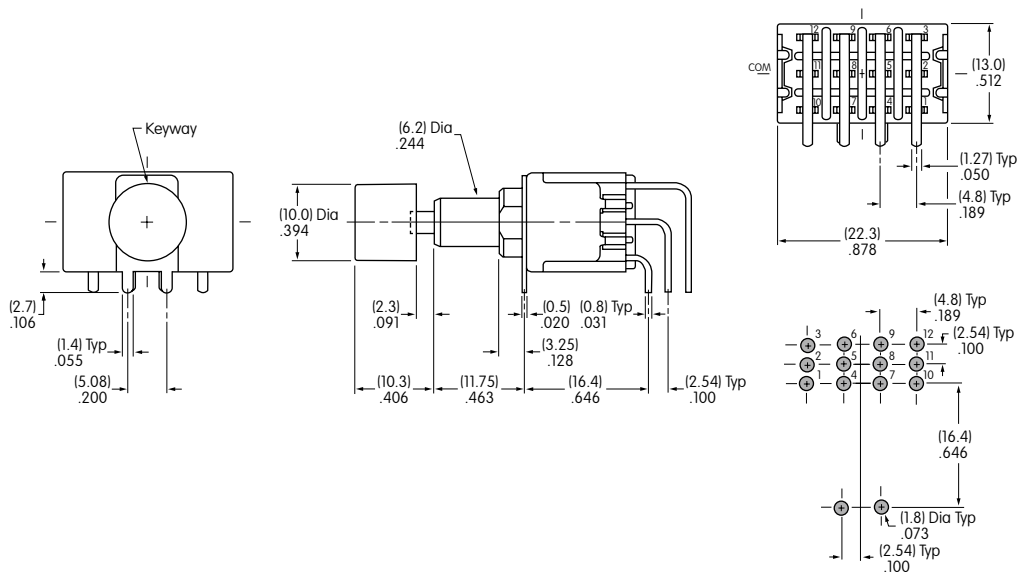 Keyway
(2.7)
.106
(1.4) Typ
.055
(5.08)
.200
(6.2) Dia
.244
(10.0) Dia
.394
(2.3)
.091
(0.5)
.020
(0.8) Typ
.031
(3.25)
.128
(10.3)
.406
(11.75)
.463
(16.4)
.646
(2.54) Typ
.100
12 9 6 3
COM
11 8 5 2
10 7 4 1
(13.0)
.512
(1.27) Typ
.050
(4.8) Typ
.189
(22.3)
.878
(4.8) Typ
.189
(2.54) Typ
.100
3 6 9 12
2 5 8 11
1 4 7 10
(16.4)
.646
(1.8) Dia Typ
.073
(2.54) Typ
.100